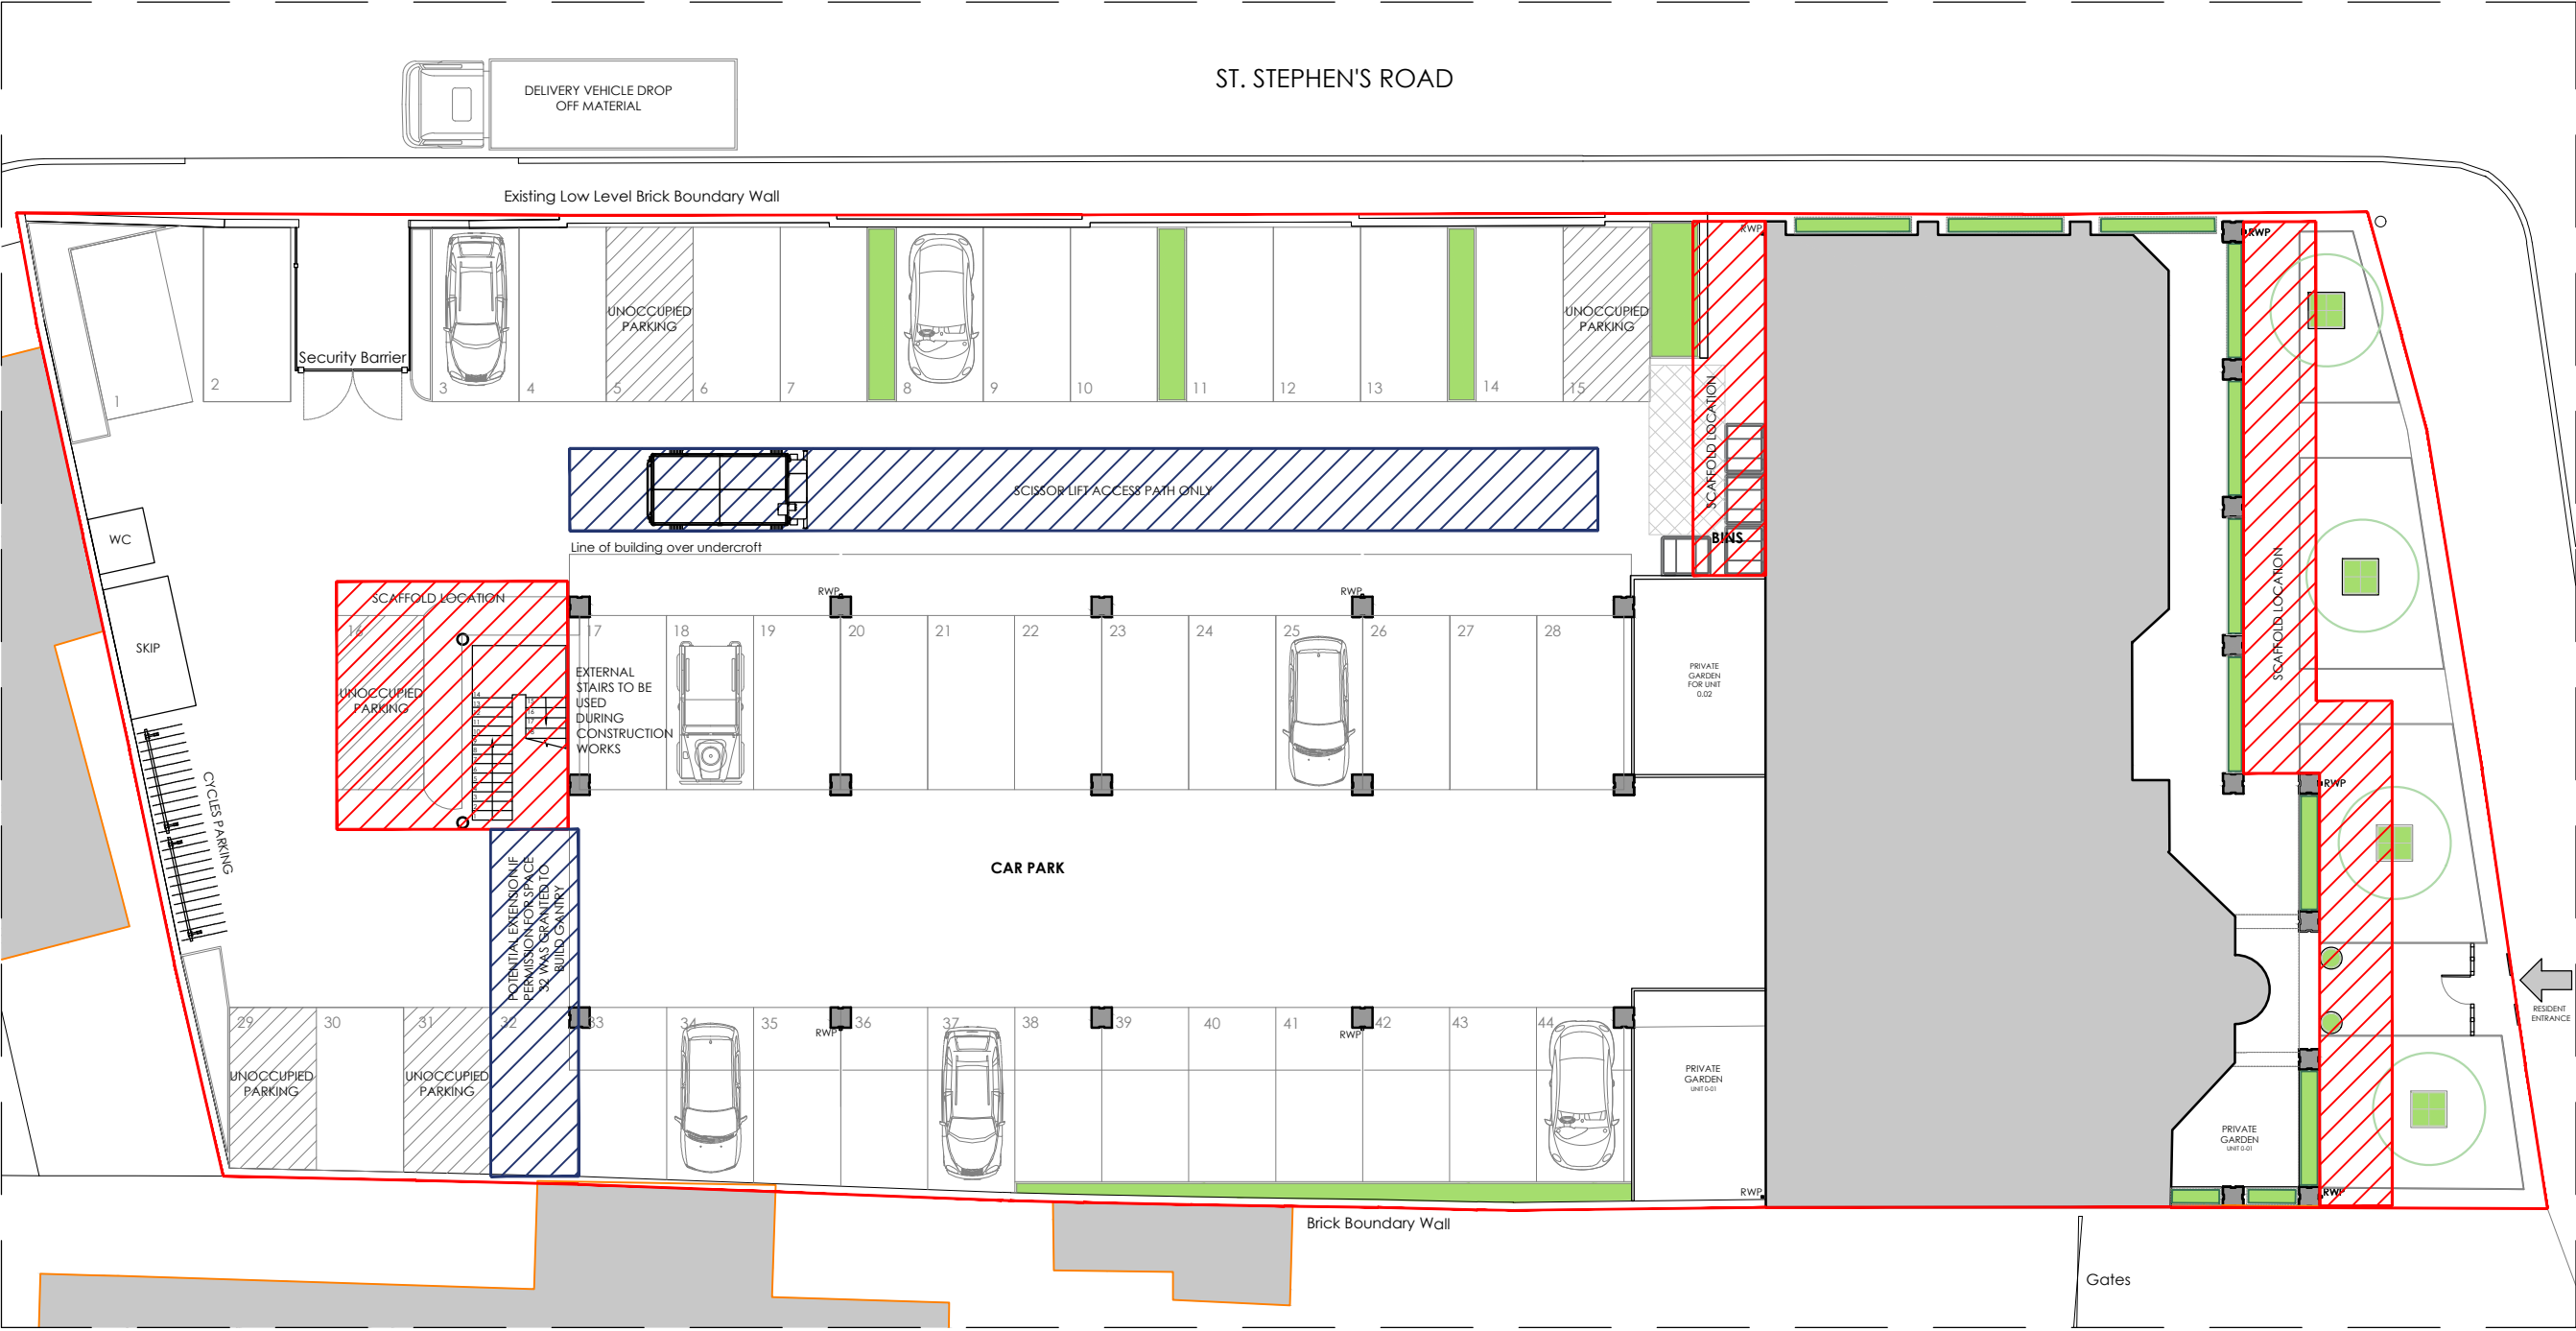 ST. STEPHEN'S ROAD
DELIVERY VEHICLE DROP
OFF MATERIAL
Existing Low Level Brick Boundary Wall
RWP
RWP
UNOCCUPIED
PARKING
UNOCCUPIED
PARKING
Security Barrier
1
2
3
4
5
6
7
8
9
10
11
12
13
14
15
SCAFFOLD LOCATION
SCISSOR LIFT ACCESS PATH ONLY
BINS
WC
Line of building over undercroft
SCAFFOLD LOCATION
RWP
RWP
SCAFFOLD LOCATION
16
17
18
19
20
21
22
23
24
25
26
27
28
SKIP
UNOCCUPIED
PARKING
EXTERNAL
STAIRS TO BE
USED
DURING
CONSTRUCTION
WORKS
PRIVATE
GARDEN
FOR UNIT
0.02
RWP
CYCLES PARKING
CAR PARK
POTENTIAL EXTENSION IF
PERMISSION FOR SPACE
32 WAS GRANTED TO
BUILD GANTRY
RESIDENT
ENTRANCE
29
30
31
32
33
34
35
36
37
38
39
40
41
42
43
44
RWP
RWP
UNOCCUPIED
PARKING
UNOCCUPIED
PARKING
PRIVATE
GARDEN
UNIT 0-01
PRIVATE
GARDEN
UNIT 0-01
RWP
RWP
Brick Boundary Wall
Gates